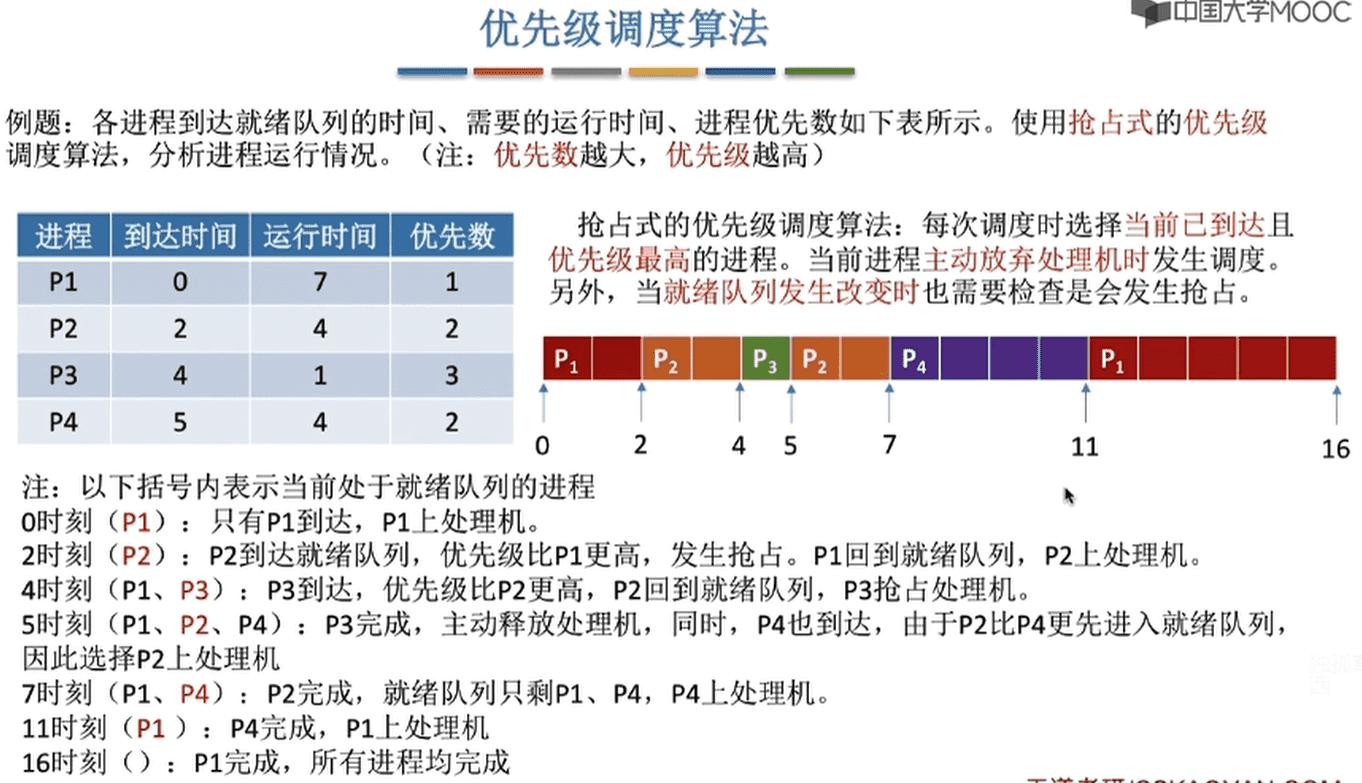 中国大学MOOC
优先级调度算法
例题：各进程到达就绪队列的时间、需要的运行时间、进程优先数如下表所示。使用抢占式的优先级
调度算法，分析进程运行情况。（注：优先数越大，优先级越高）
进程 到达时间 运行时间 优先数
P1 0 7 1
P2 2 4 2
P3 4 1 3
P4 5 4 2
抢占式的优先级调度算法：每次调度时选择当前已到达且
优先级最高的进程。当前进程主动放弃处理机时发生调度。
另外，当就绪队列发生改变时也需要检查是会发生抢占。
P1 P2 P3 P2 P4 P1
0 2 4 5 7 11 16
注：以下括号内表示当前处于就绪队列的进程
0时刻（P1）：只有P1到达，P1上处理机。
2时刻（P2）：P2到达就绪队列，优先级比P1更高，发生抢占。P1回到就绪队列，P2上处理机。
4时刻（P1、P3）：P3到达，优先级比P2更高，P2回到就绪队列，P3抢占处理机。
5时刻（P1、P2、P4）：P3完成，主动释放处理机，同时，P4也到达，由于P2比P4更先进入就绪队列，
因此选择P2上处理机
7时刻（P1、P4）：P2完成，就绪队列只剩P1、P4，P4上处理机。
11时刻（P1 ）：P4完成，P1上处理机
16时刻（）：P1完成，所有进程均完成